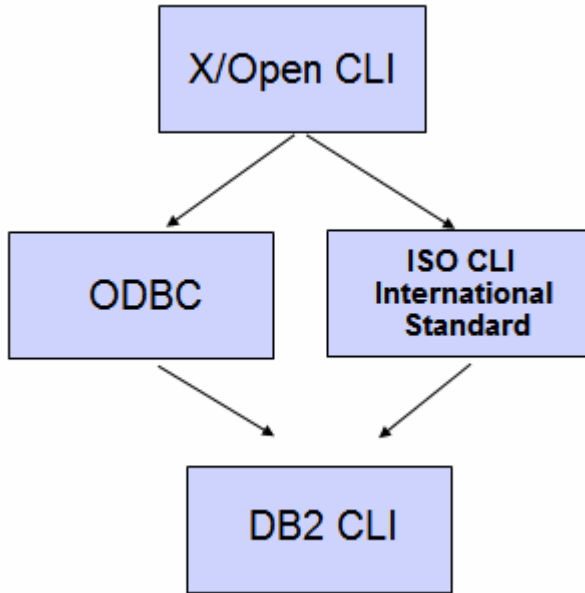 X/Open CLI
ODBC
ISO CLI
International
Standard
DB2 CLI